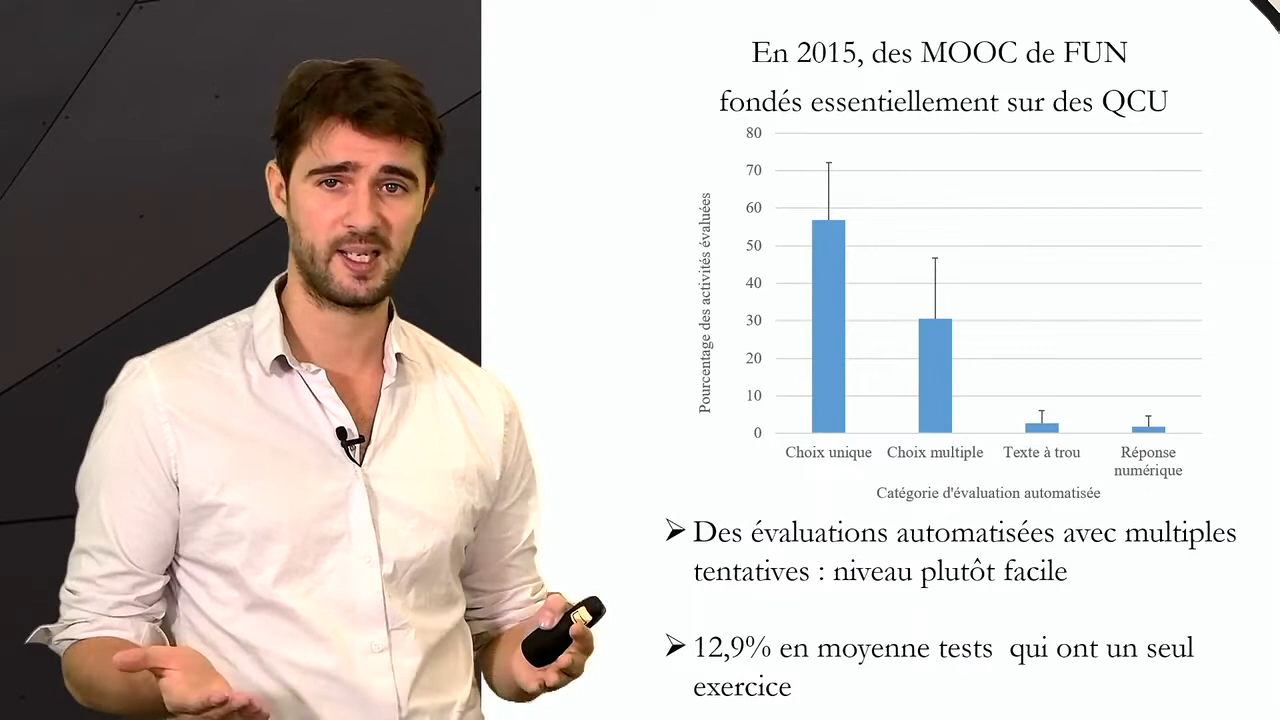 En 2015, des MOOC de FUN
fondés essentiellement sur des QCU
80
70
60
50
40
30
20
10
0
Pourcentage des activités évaluées
Choix unique
Choix multiple
Texte à trou
Réponse
numérique
Catégorie d'évaluation automatisée
Des évaluations automatisées avec multiples
tentatives : niveau plutôt facile
12,9% en moyenne tests qui ont un seul
exercice